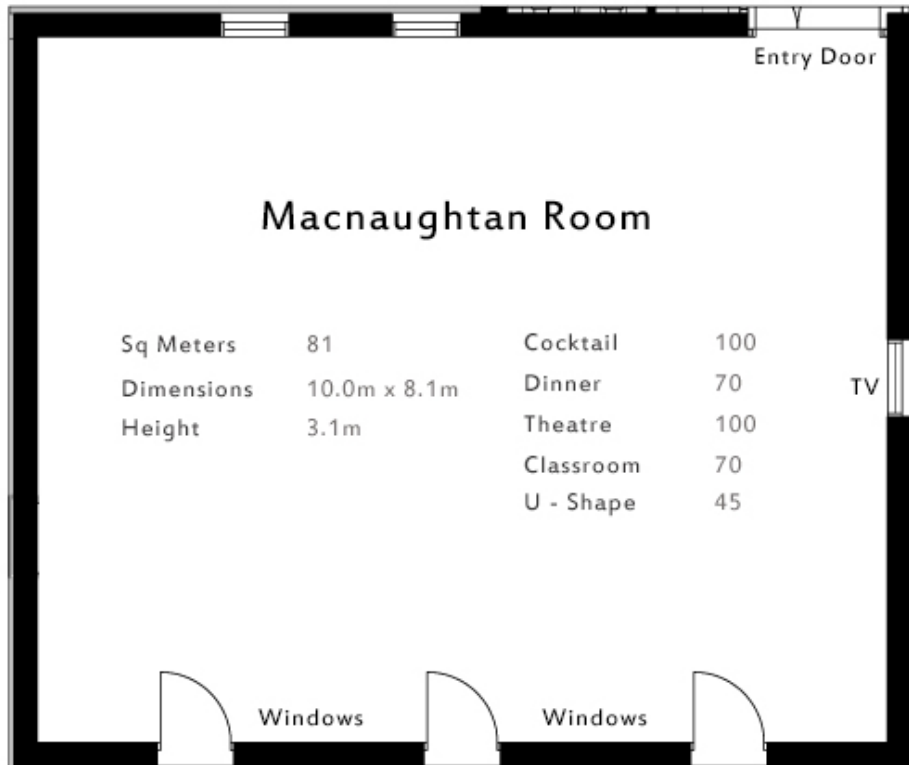 Entry Door
Macnaughtan Room
Sq Meters 81
Dimensions 10.0m x 8.1m
Height 3.1m
Cocktail 100
Dinner 70
Theatre 100
Classroom 70
U - Shape 45
TV
Windows Windows